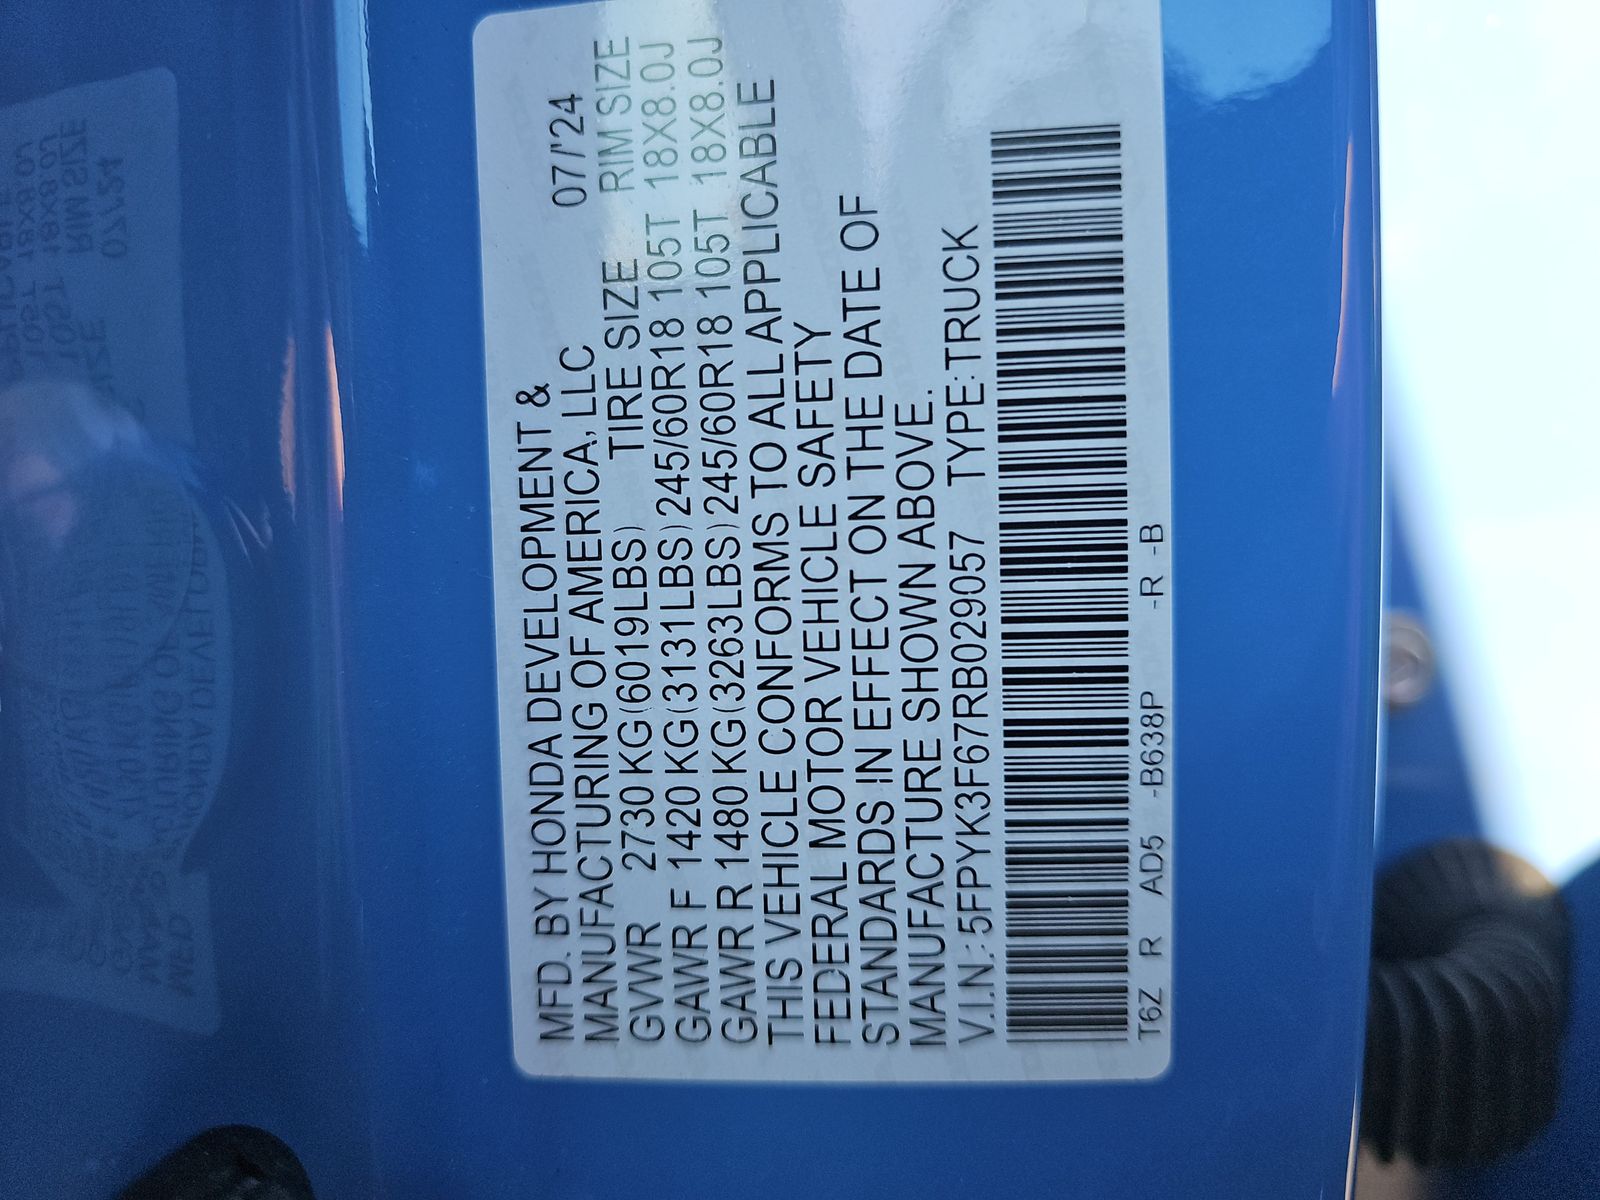 MFD. BY HONDA DEVELOPMENT &
MANUFACTURING OF AMERICA, LLC 07/'24
GVWR 2730 KG(6019LBS) TIRE SIZE RIM SIZE
GAWR F 1420 KG(3131LBS) 245/60R18 105T 18X8.0J
GAWR R 1480 KG(3263LBS) 245/60R18 105T 18X8.0J
THIS VEHICLE CONFORMS TO ALL APPLICABLE
FEDERAL MOTOR VEHICLE SAFETY
STANDARDS IN EFFECT ON THE DATE OF
MANUFACTURE SHOWN ABOVE.
V.I.N.: 5FPYK3F67RB029057 TYPE:TRUCK
T6Z R AD5 -B638P -R -B